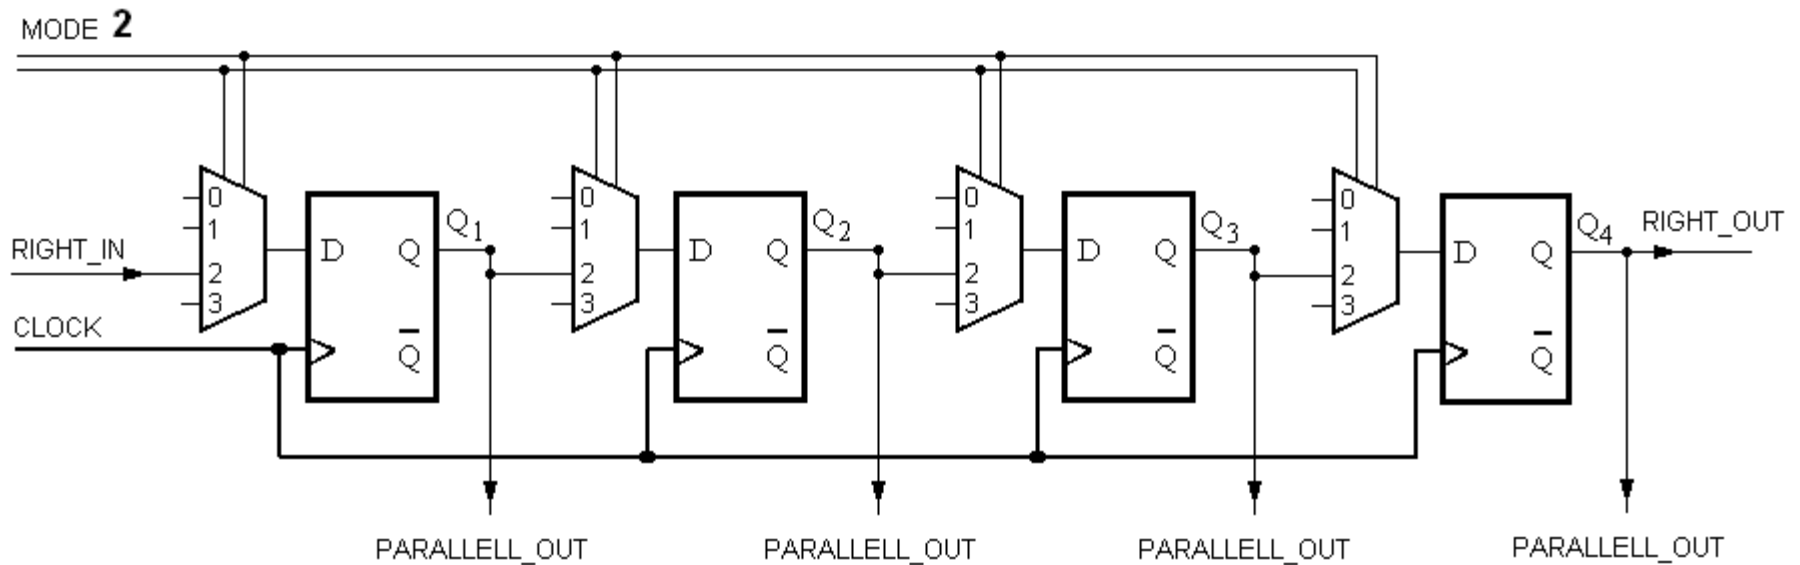 MODE 2
0 0 0 0
1 1 1 1
RIGHT_IN 2 2 2 2
3 3 3 3
D Q Q1 D Q Q2 D Q Q3 D Q Q4 RIGHT_OUT
CLOCK
Q Q Q Q
PARALLELL_OUT PARALLELL_OUT PARALLELL_OUT PARALLELL_OUT